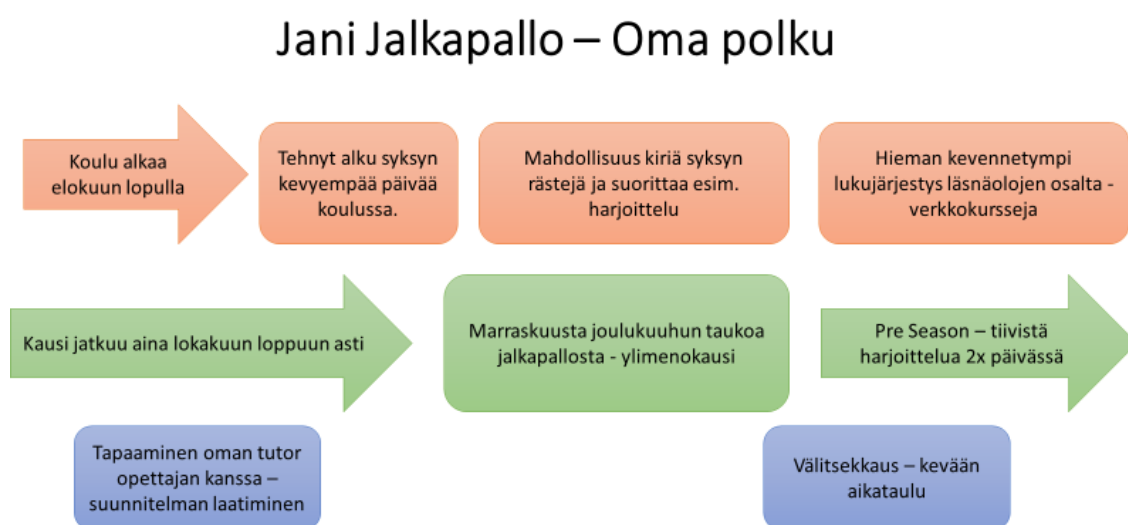 Jani Jalkapallo – Oma polku
Koulu alkaa
elokuun lopulla
Tehnyt alku syksyn
kevyempää päivää
koulussa.
Mahdollisuus kiriä syksyn
rästejä ja suorittaa esim.
harjoittelu
Hieman kevennetympi
lukujärjestys läsnäolojen osalta -
verkkokursseja
Kausi jatkuu aina lokakuun loppuun asti
Marraskuusta joulukuuhun taukoa
jalkapallosta - ylimenokausi
Pre Season – tiivistä
harjoittelua 2x päivässä
Tapaaminen oman tutor
opettajan kanssa –
suunnitelman laatiminen
Välitsekkaus – kevään
aikataulu